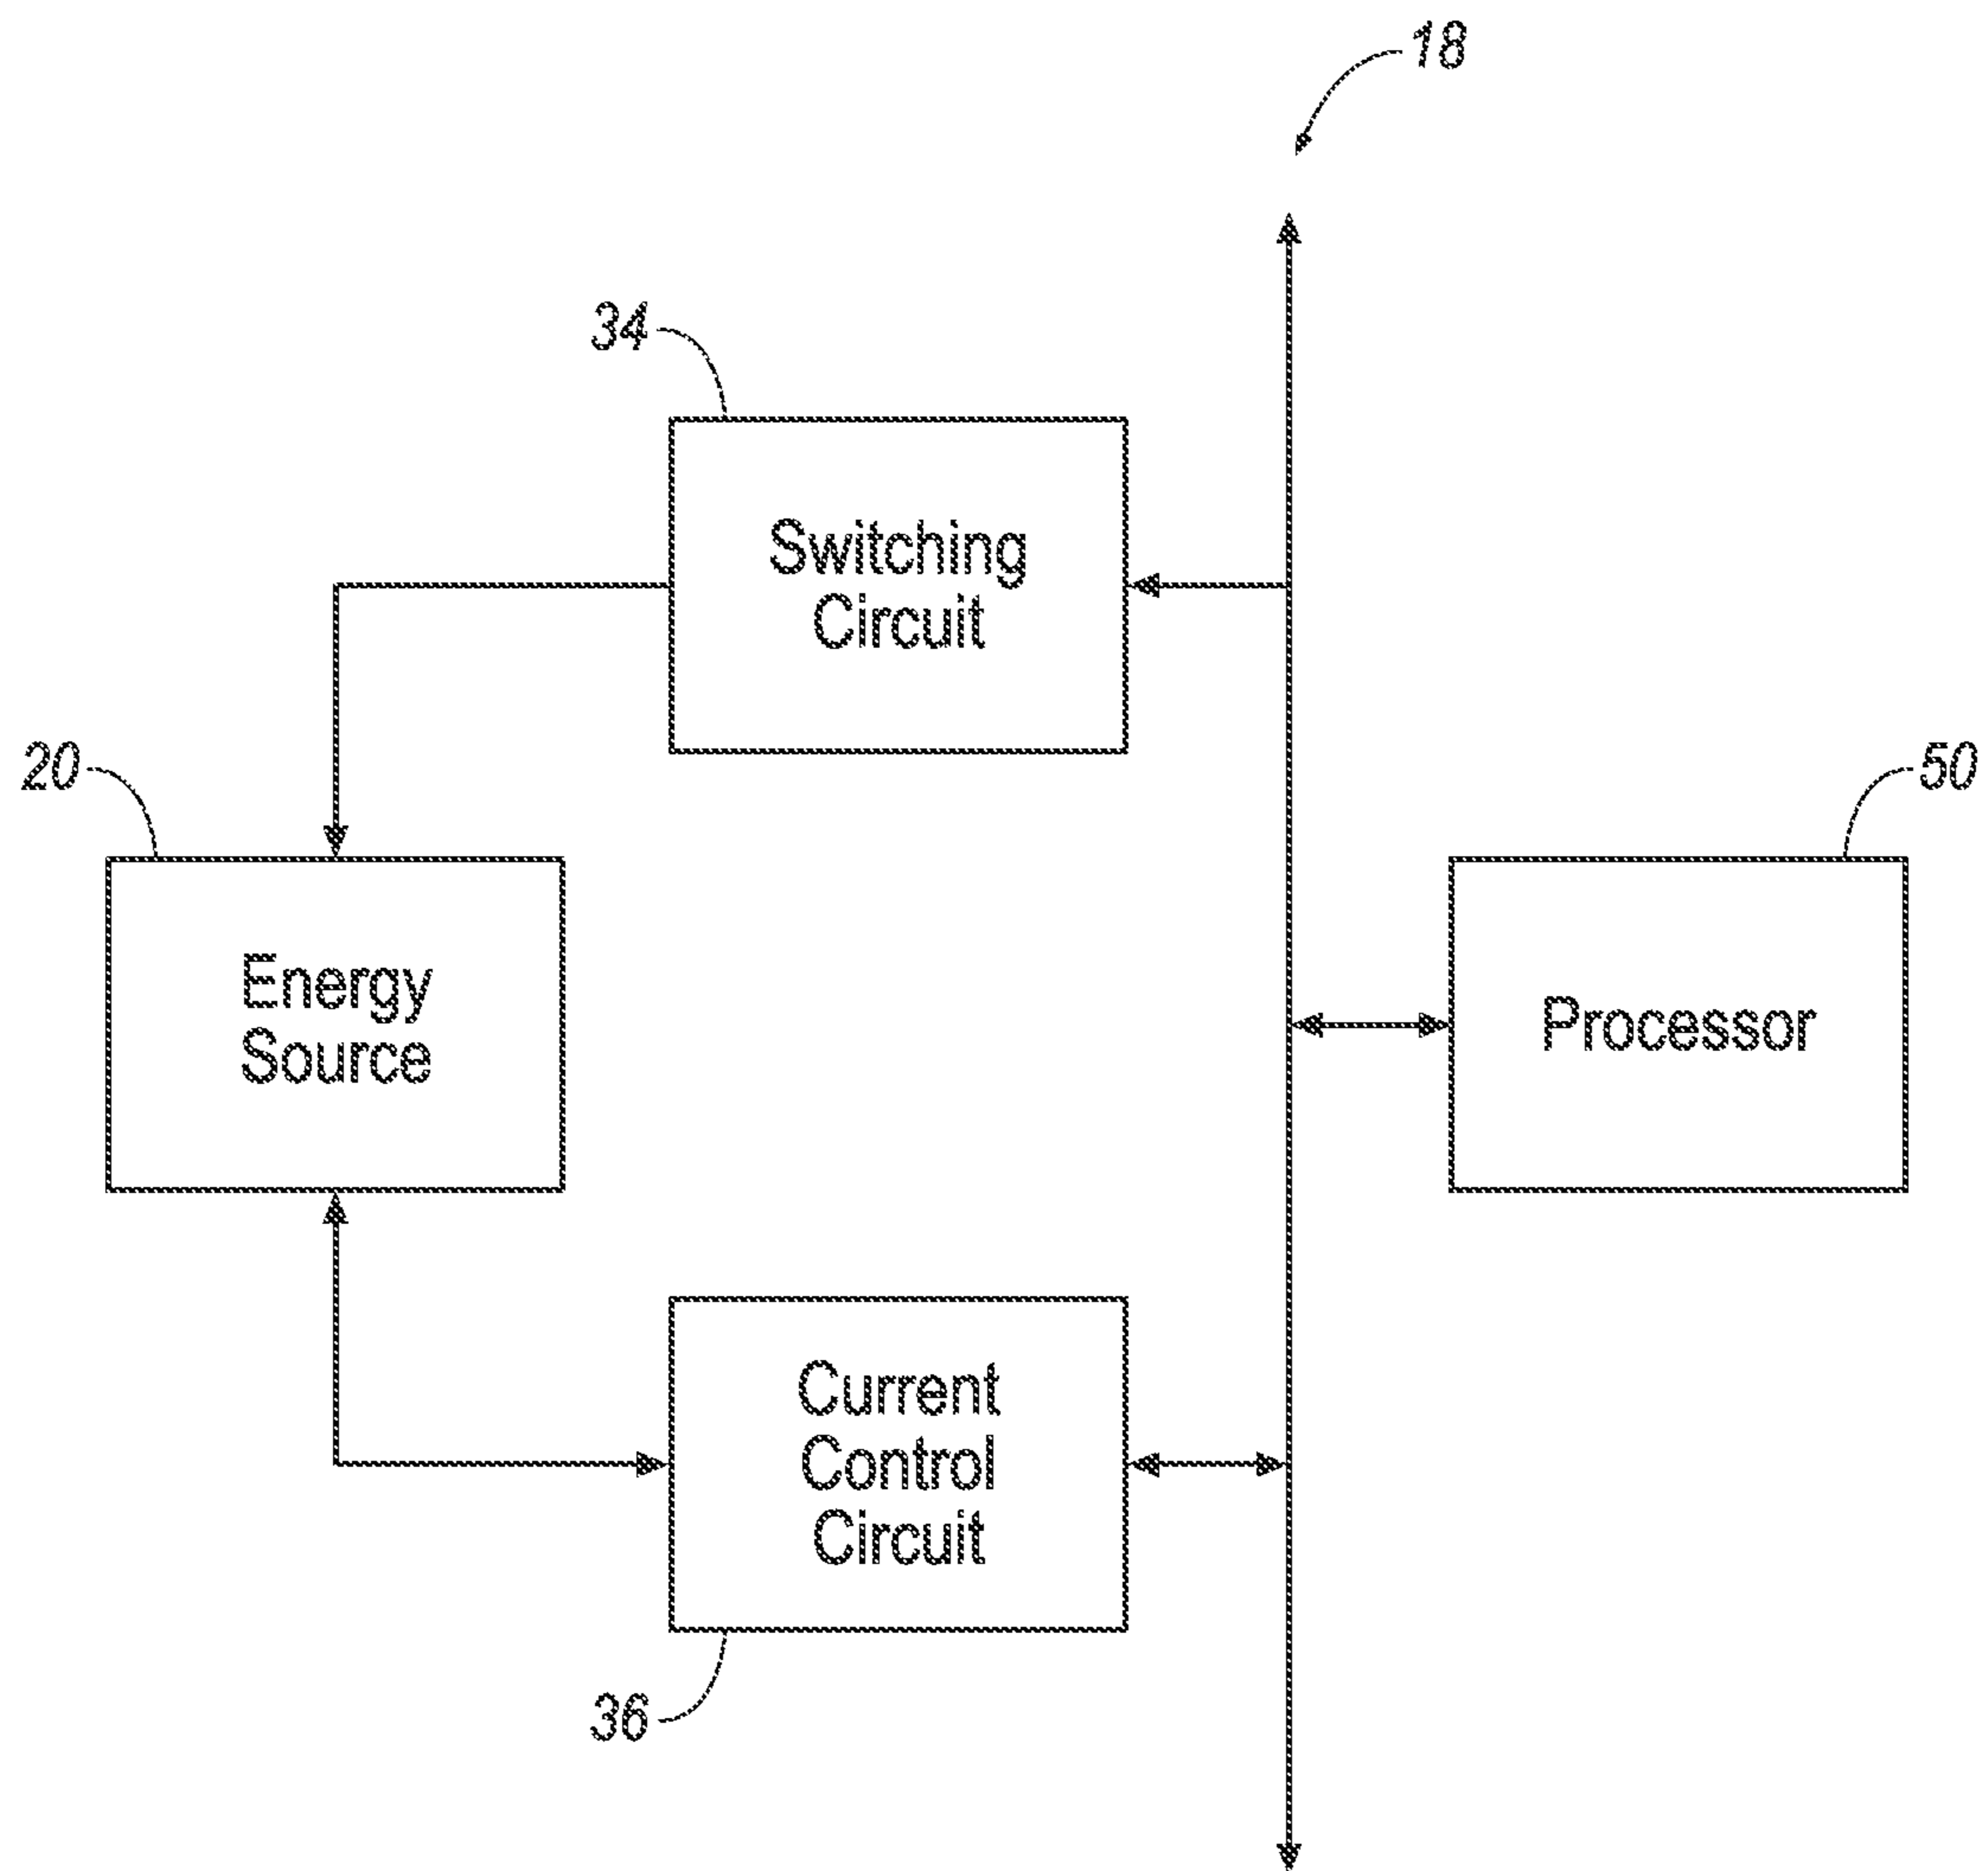 18
34
Switching
Circuit
20
50
Energy
Source
Processor
Current
Control
Circuit
36